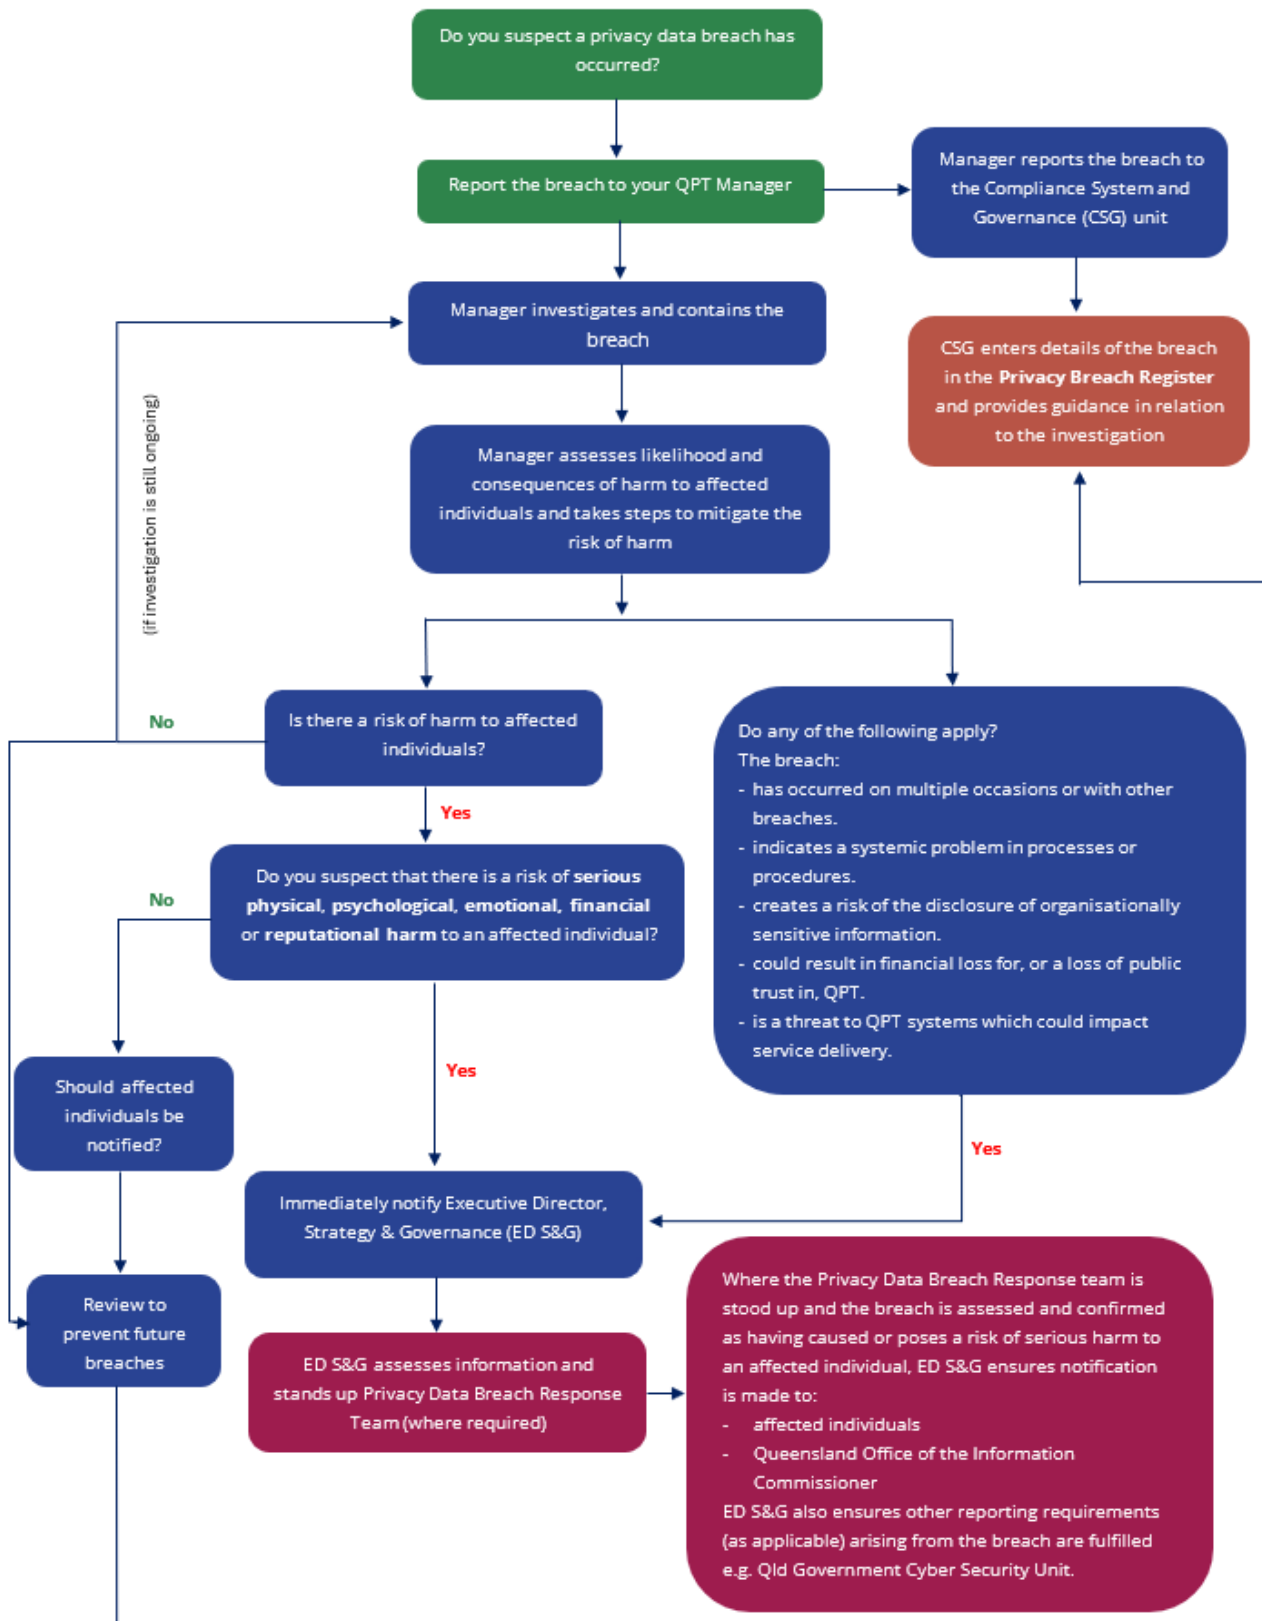 Do you suspect a privacy data breach has
occurred?
Report the breach to your QPT Manager
Manager reports the breach to
the Compliance System and
Governance (CSG) unit
Manager investigates and contains the
breach
CSG enters details of the breach
in the Privacy Breach Register
and provides guidance in relation
to the investigation
(if investigation is still ongoing)
Manager assesses likelihood and
consequences of harm to affected
individuals and takes steps to mitigate the
risk of harm
No
Is there a risk of harm to affected
individuals?
Yes
Do any of the following apply?
The breach:
- has occurred on multiple occasions or with other
breaches.
- indicates a systemic problem in processes or
procedures.
- creates a risk of the disclosure of organisationally
sensitive information.
- could result in financial loss for, or a loss of public
trust in, QPT.
- is a threat to QPT systems which could impact
service delivery.
No
Do you suspect that there is a risk of serious
physical, psychological, emotional, financial
or reputational harm to an affected individual?
Yes
Yes
Should affected
individuals be
notified?
Immediately notify Executive Director,
Strategy & Governance (ED S&G)
Review to
prevent future
breaches
ED S&G assesses information and
stands up Privacy Data Breach Response
Team (where required)
Where the Privacy Data Breach Response team is
stood up and the breach is assessed and confirmed
as having caused or poses a risk of serious harm to
an affected individual, ED S&G ensures notification
is made to:
- affected individuals
- Queensland Office of the Information
Commissioner
ED S&G also ensures other reporting requirements
(as applicable) arising from the breach are fulfilled
e.g. Qld Government Cyber Security Unit.